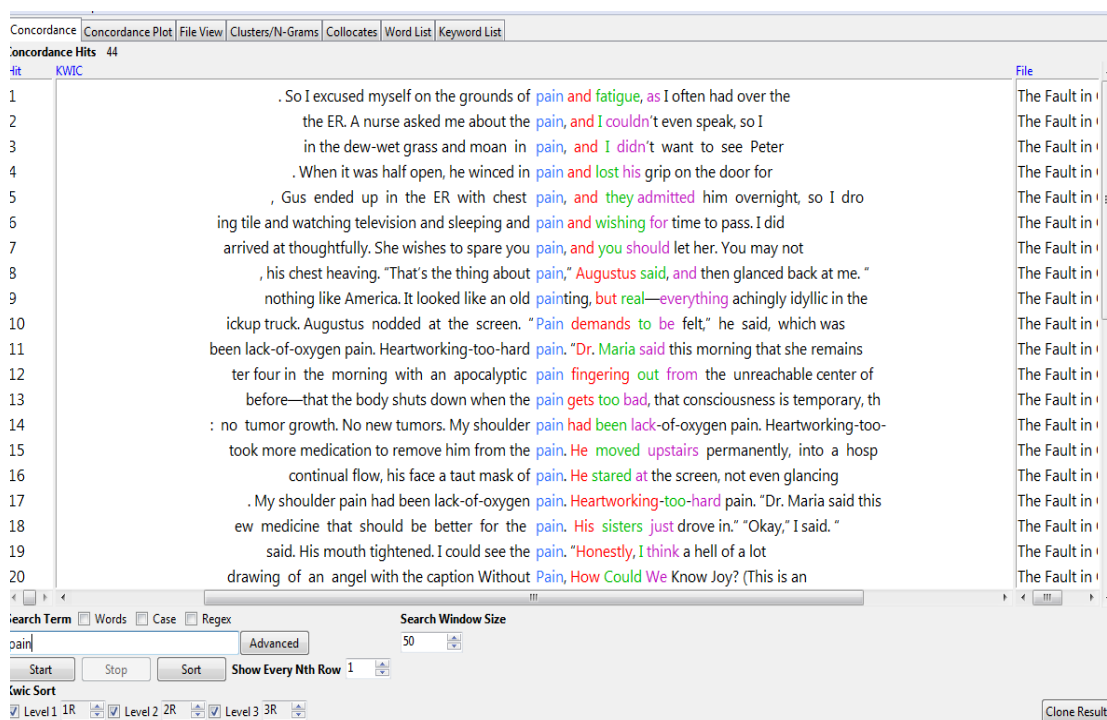 Concordance Concordance Plot File View Clusters/N-Grams Collocates Word List Keyword List
Concordance Hits 44
Hit KWIC File
1 . So I excused myself on the grounds of pain and fatigue, as I often had over the The Fault in
2 the ER. A nurse asked me about the pain, and I couldn't even speak, so I The Fault in
3 in the dew-wet grass and moan in pain, and I didn't want to see Peter The Fault in
4 . When it was half open, he winced in pain and lost his grip on the door for The Fault in
5 , Gus ended up in the ER with chest pain, and they admitted him overnight, so I dro The Fault in
6 ing tile and watching television and sleeping and pain and wishing for time to pass. I did The Fault in
7 arrived at thoughtfully. She wishes to spare you pain, and you should let her. You may not The Fault in
8 , his chest heaving. “That's the thing about pain,” Augustus said, and then glanced back at me. “ The Fault in
9 nothing like America. It looked like an old painting, but real—everything achingly idyllic in the The Fault in
10 ickup truck. Augustus nodded at the screen. “Pain demands to be felt,” he said, which was The Fault in
11 been lack-of-oxygen pain. Heartworking-too-hard pain. “Dr. Maria said this morning that she remains The Fault in
12 ter four in the morning with an apocalyptic pain fingering out from the unreachable center of The Fault in
13 before—that the body shuts down when the pain gets too bad, that consciousness is temporary, th The Fault in
14 : no tumor growth. No new tumors. My shoulder pain had been lack-of-oxygen pain. Heartworking-too- The Fault in
15 took more medication to remove him from the pain. He moved upstairs permanently, into a hosp The Fault in
16 continual flow, his face a taut mask of pain. He stared at the screen, not even glancing The Fault in
17 . My shoulder pain had been lack-of-oxygen pain. Heartworking-too-hard pain. “Dr. Maria said this The Fault in
18 ew medicine that should be better for the pain. His sisters just drove in.” “Okay,” I said. “ The Fault in
19 said. His mouth tightened. I could see the pain. “Honestly, I think a hell of a lot The Fault in
20 drawing of an angel with the caption Without Pain, How Could We Know Joy? (This is an The Fault in
Search Term Words Case Regex Search Window Size
pain Advanced 50
Start Stop Sort Show Every Nth Row 1
Kwic Sort
Level 1 1R Level 2 2R Level 3 3R Clone Result